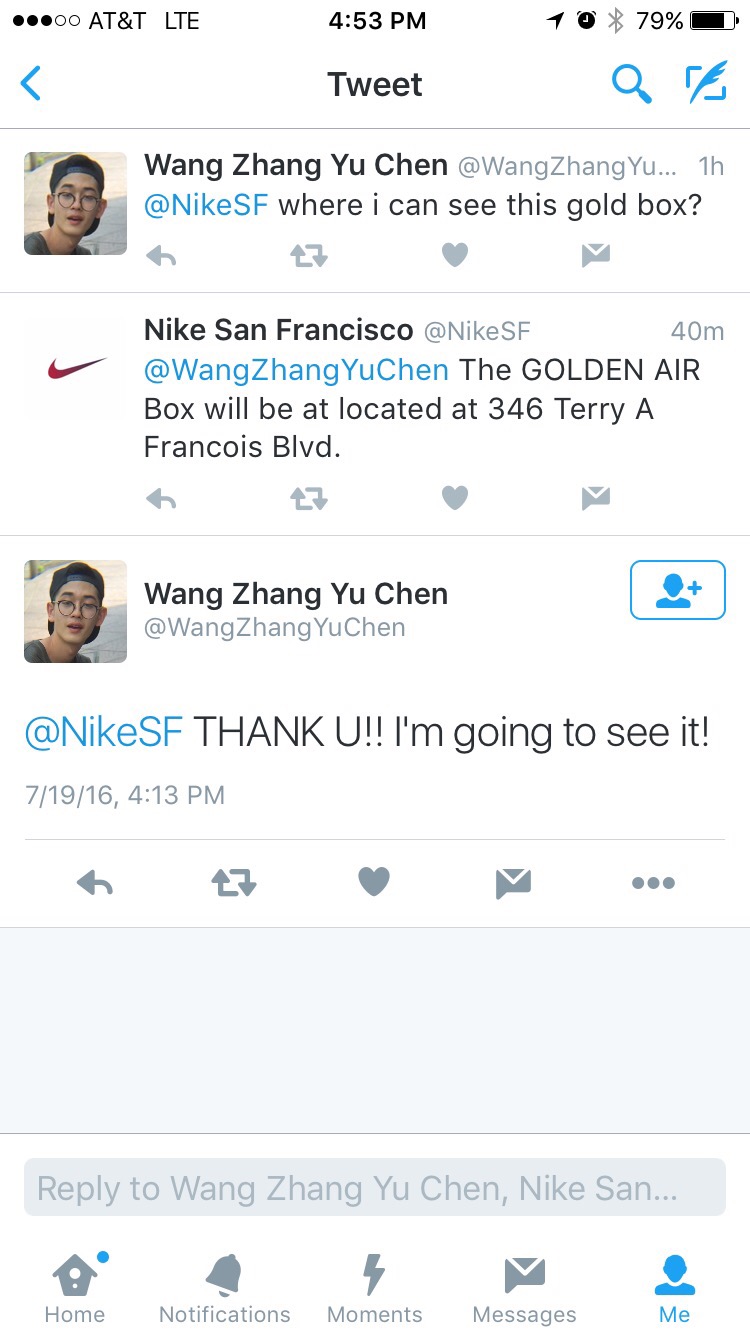 AT&T LTE 4:53 PM 79%
Tweet
Wang Zhang Yu Chen @WangZhangYu... 1h
@NikeSF where i can see this gold box?
Nike San Francisco @NikeSF 40m
@WangZhangYuChen The GOLDEN AIR
Box will be at located at 346 Terry A
Francois Blvd.
Wang Zhang Yu Chen
@WangZhangYuChen
@NikeSF THANK U!! I'm going to see it!
7/19/16, 4:13 PM
Reply to Wang Zhang Yu Chen, Nike San...
Home Notifications Moments Messages Me